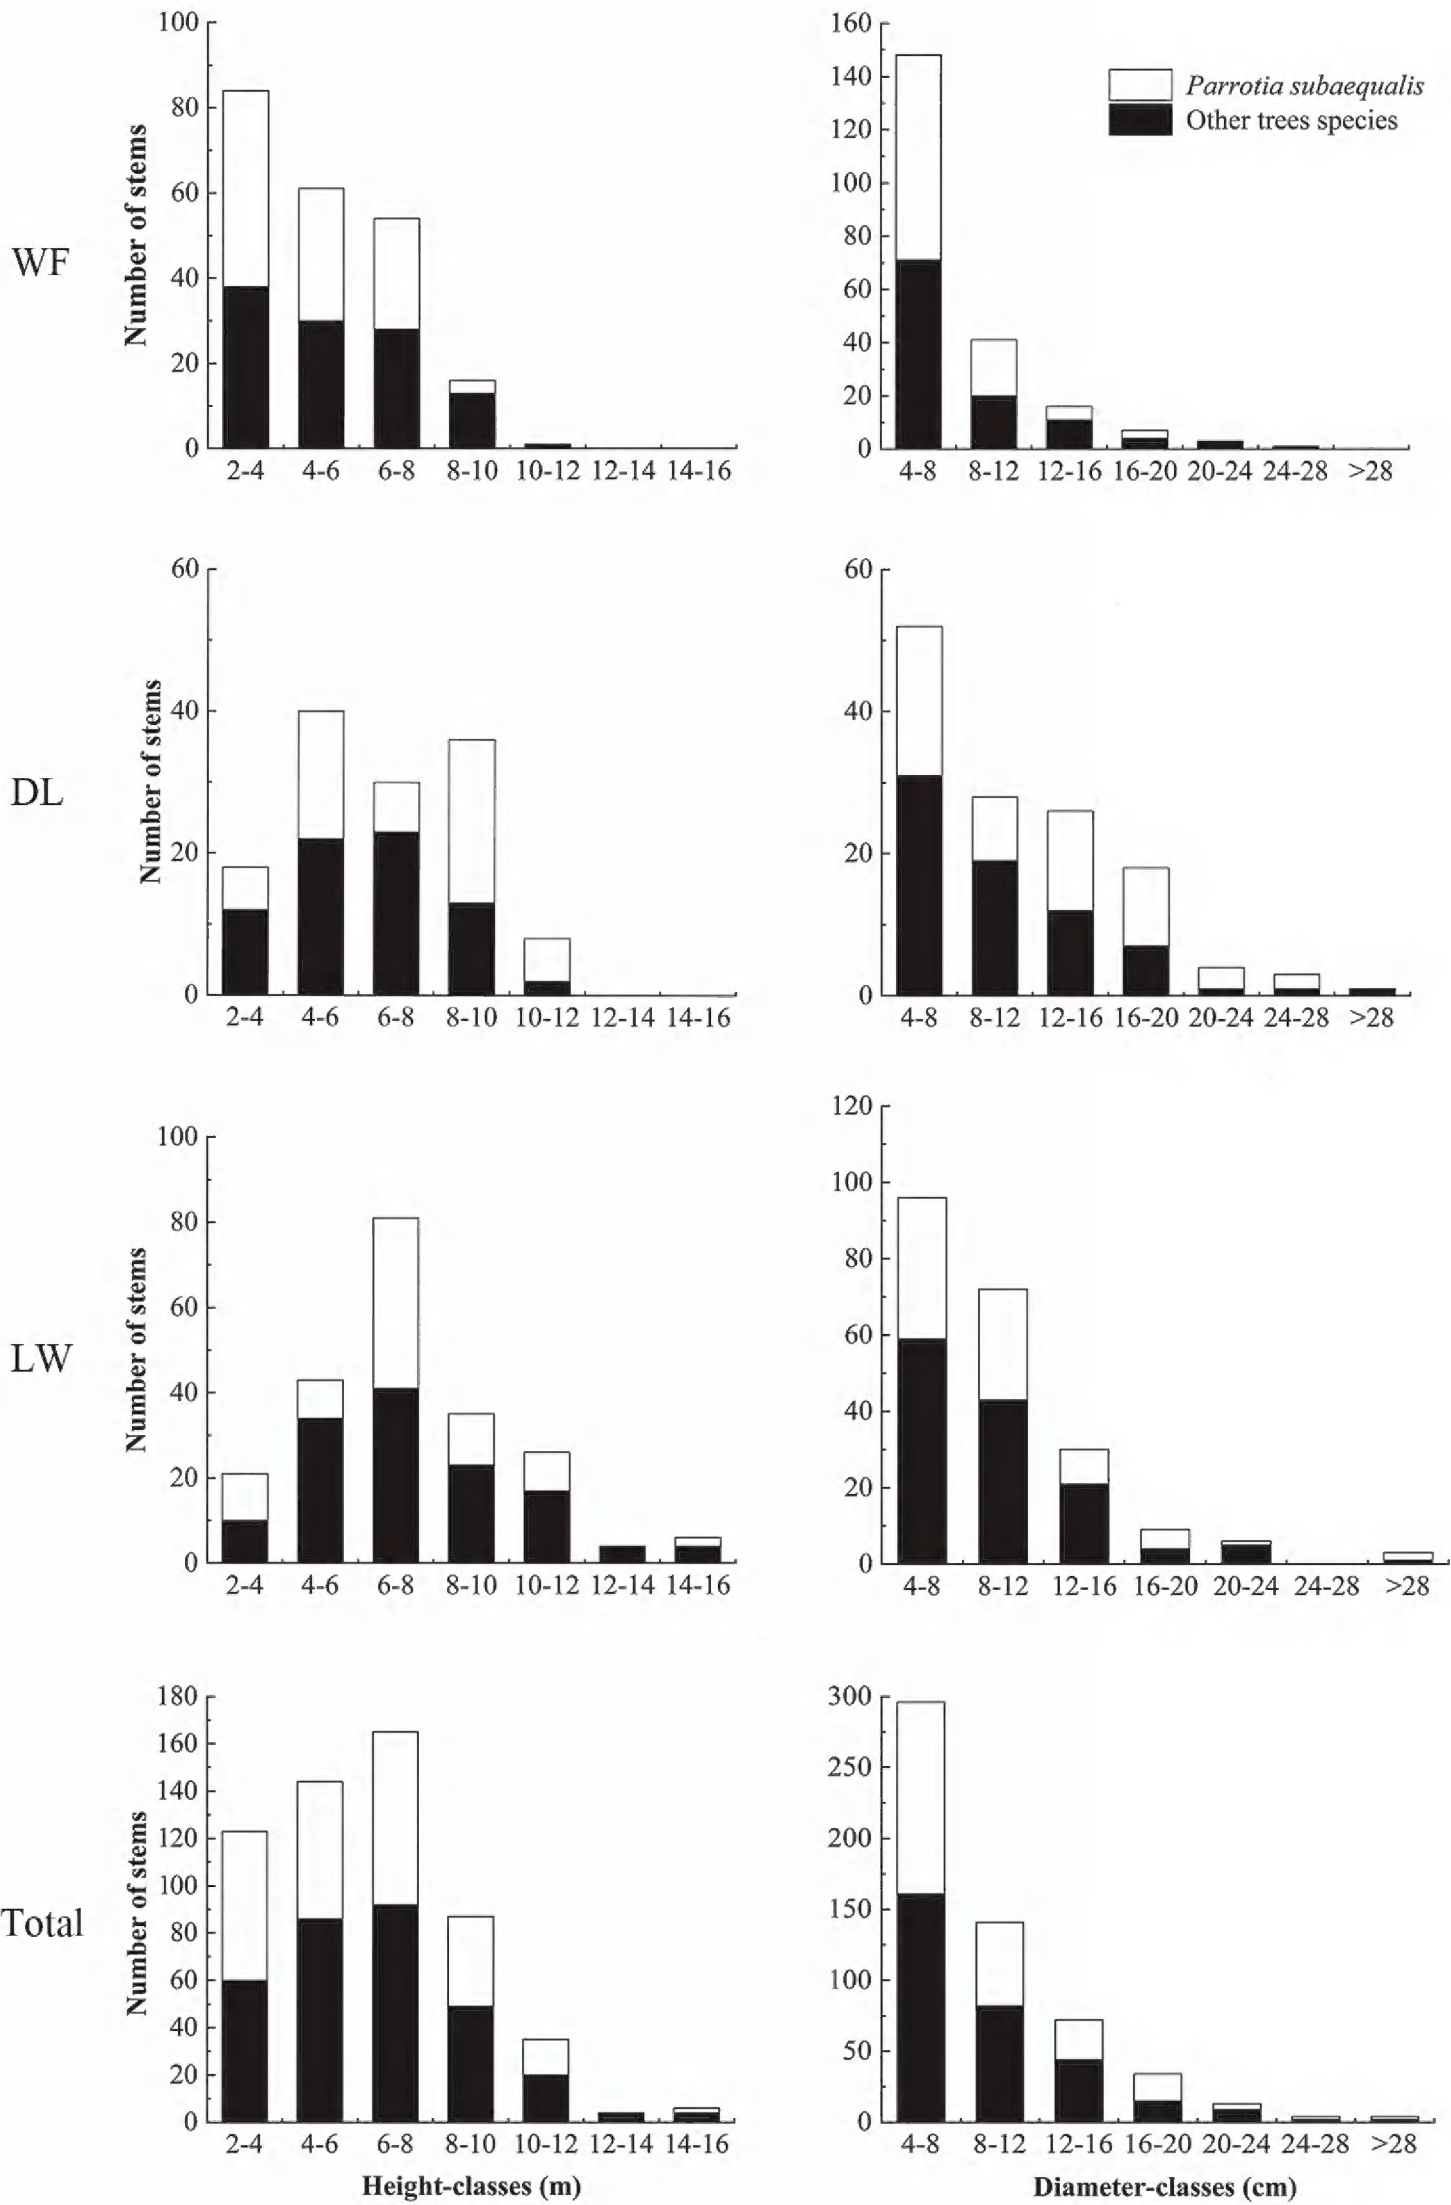 WF
Number of stems
100
80
60
40
20
0
2-4 4-6 6-8 8-10 10-12 12-14 14-16
160
140
120
100
80
60
40
20
0
4-8 8-12 12-16 16-20 20-24 24-28 >28
Parrotia subaequalis
Other trees species
DL
Number of stems
60
40
20
0
2-4 4-6 6-8 8-10 10-12 12-14 14-16
60
40
20
0
4-8 8-12 12-16 16-20 20-24 24-28 >28
LW
Number of stems
100
80
60
40
20
0
2-4 4-6 6-8 8-10 10-12 12-14 14-16
120
100
80
60
40
20
0
4-8 8-12 12-16 16-20 20-24 24-28 >28
Total
Number of stems
180
160
140
120
100
80
60
40
20
0
2-4 4-6 6-8 8-10 10-12 12-14 14-16
Height-classes (m)
300
250
200
150
100
50
0
4-8 8-12 12-16 16-20 20-24 24-28 >28
Diameter-classes (cm)